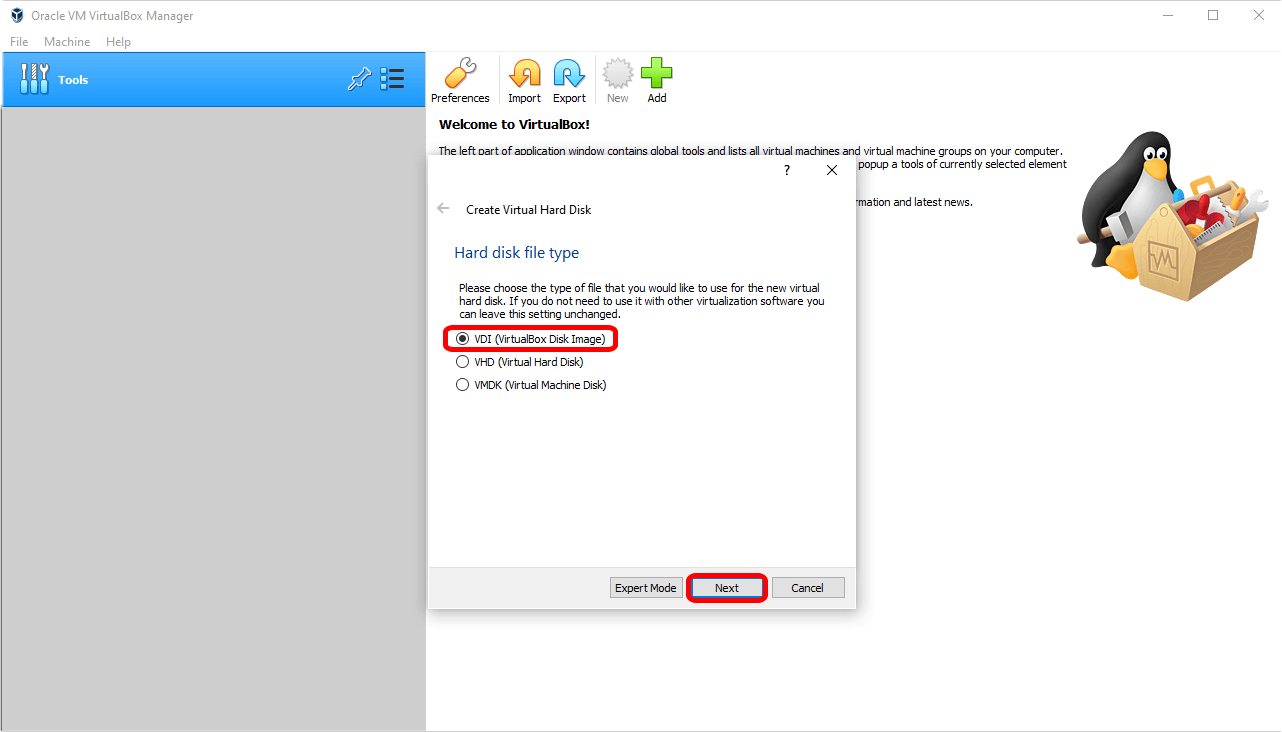 Oracle VM VirtualBox Manager
File Machine Help
Tools
Preferences Import Export New Add
Welcome to VirtualBox!
The left part of application window contains global tools and lists all virtual machines and virtual machine groups on your computer.
popup a tools of currently selected element
rmation and latest news.
?
Create Virtual Hard Disk
Hard disk file type
Please choose the type of file that you would like to use for the new virtual
hard disk. If you do not need to use it with other virtualization software you
can leave this setting unchanged.
VDI (VirtualBox Disk Image)
VHD (Virtual Hard Disk)
VMDK (Virtual Machine Disk)
Expert Mode Next Cancel